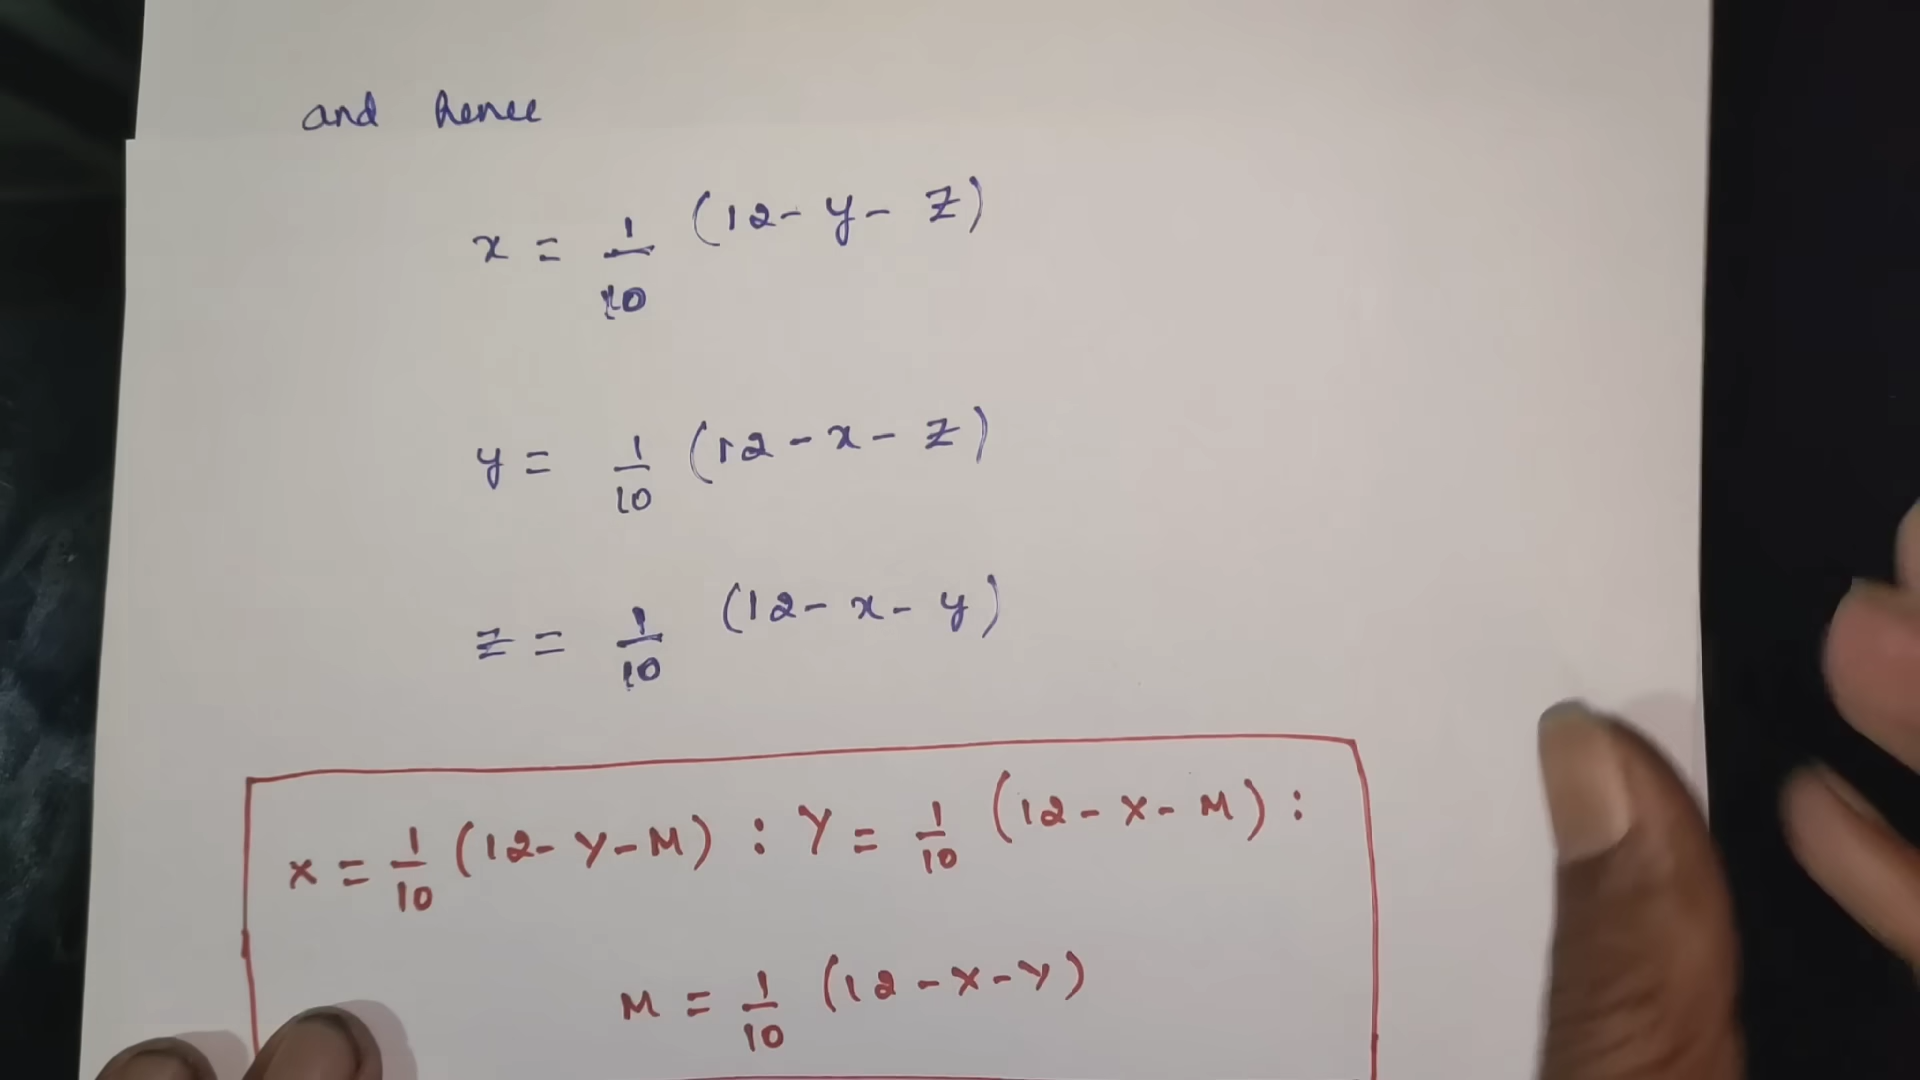 and hence
x = 1/10 (12 - y - z)
y = 1/10 (12 - x - z)
z = 1/10 (12 - x - y)
X = 1/10 (12 - Y - M) : Y = 1/10 (12 - X - M) :
M = 1/10 (12 - X - Y)